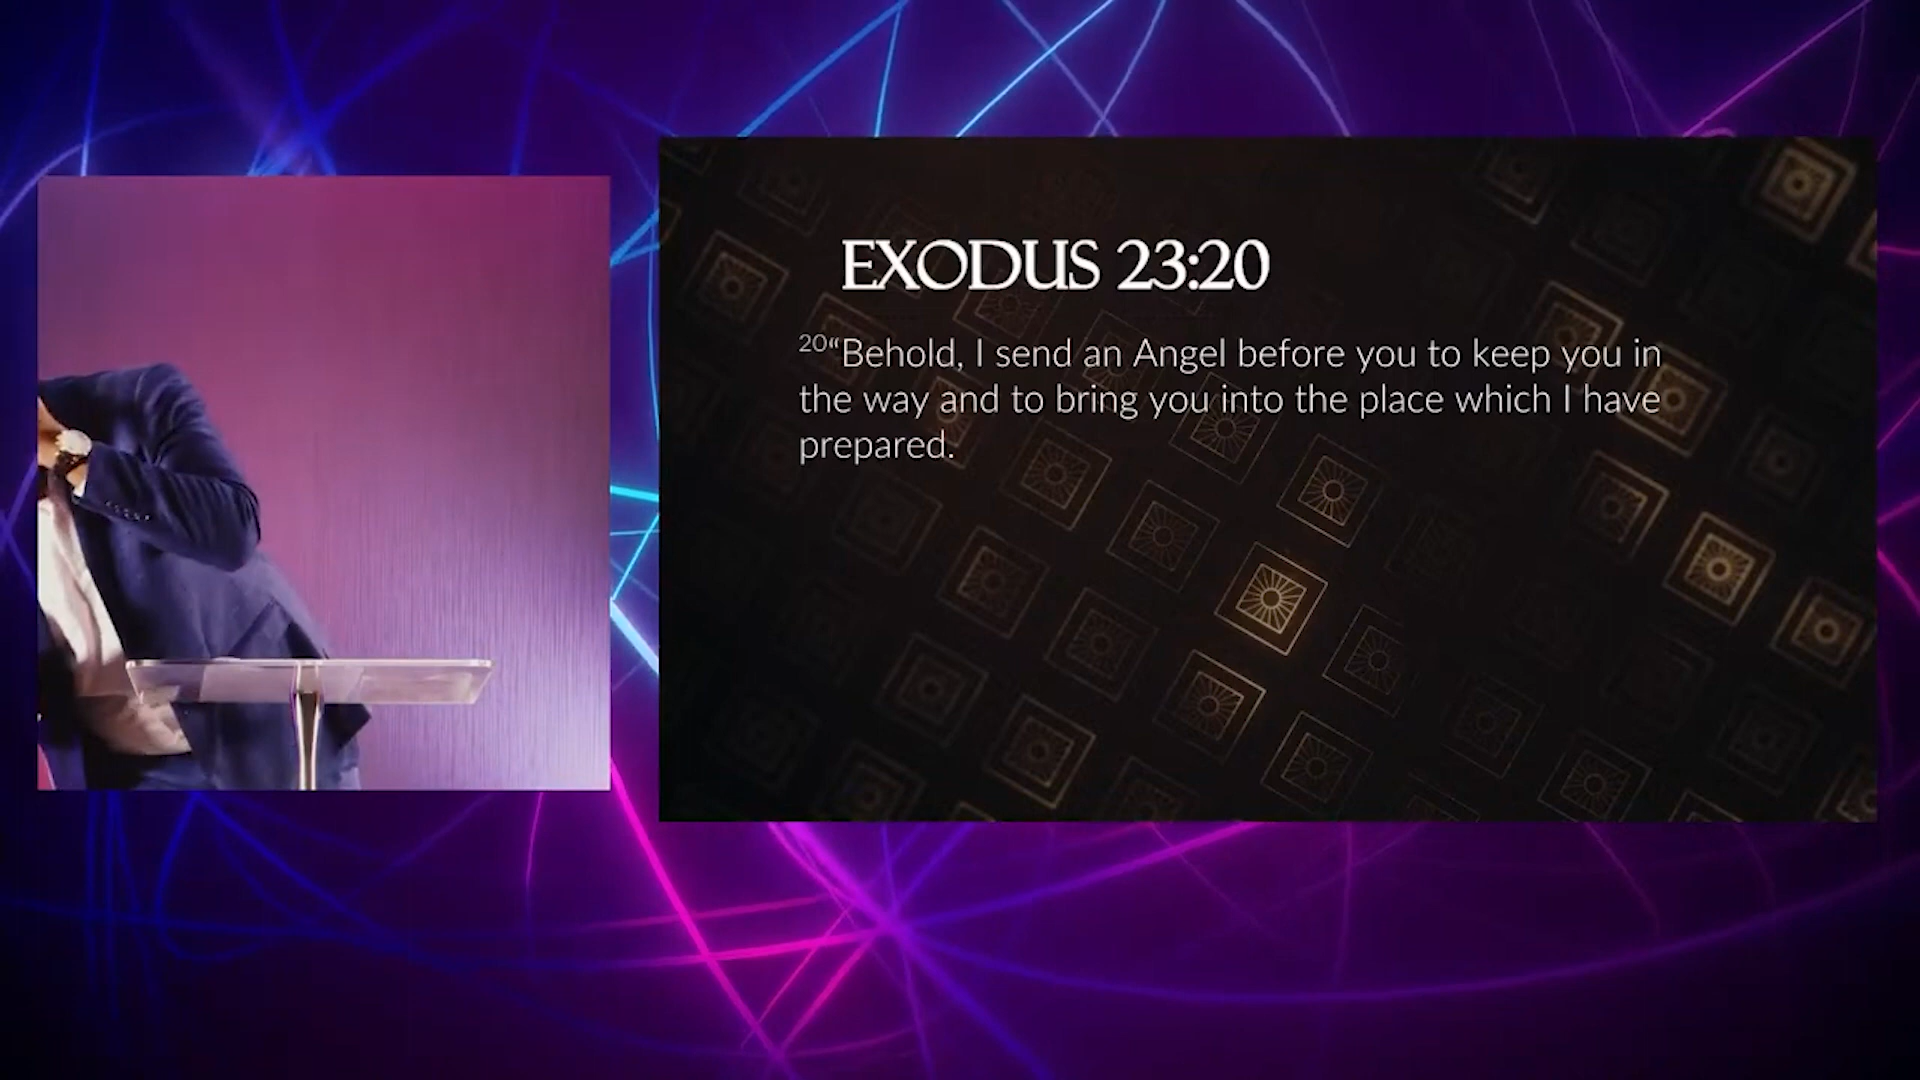 EXODUS 23:20
20“Behold, I send an Angel before you to keep you in
the way and to bring you into the place which I have
prepared.